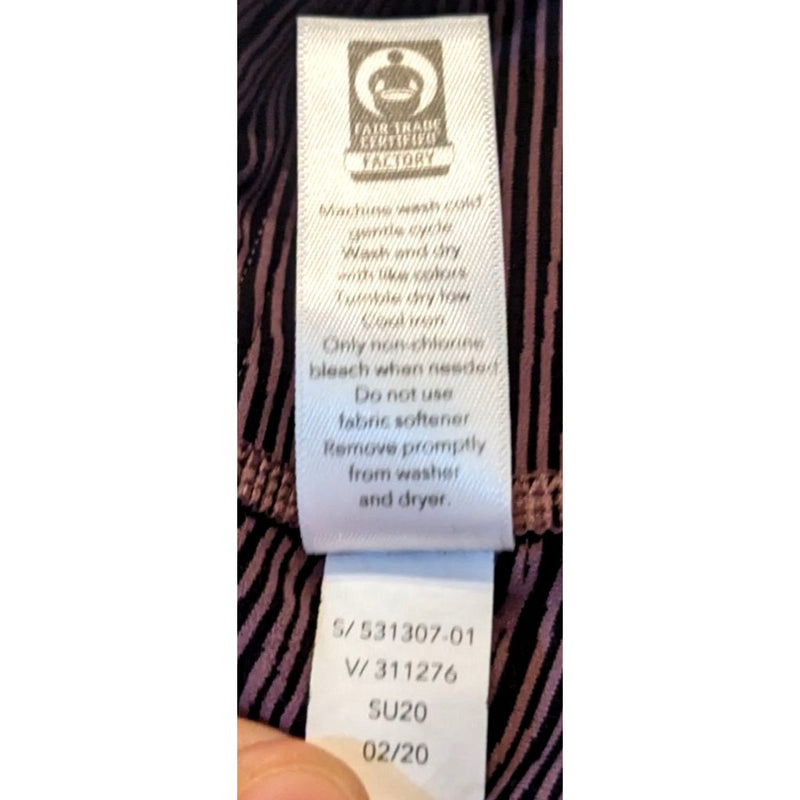 FAIR TRADE
CERTIFIED
FACTORY
Machine wash cold
gentle cycle
Wash and dry
with like colors
Tumble dry low
Cool iron
Only non-chlorine
bleach when needed
Do not use
fabric softener
Remove promptly
from washer
and dryer.
S/ 531307-01
V/ 311276
SU20
02/20